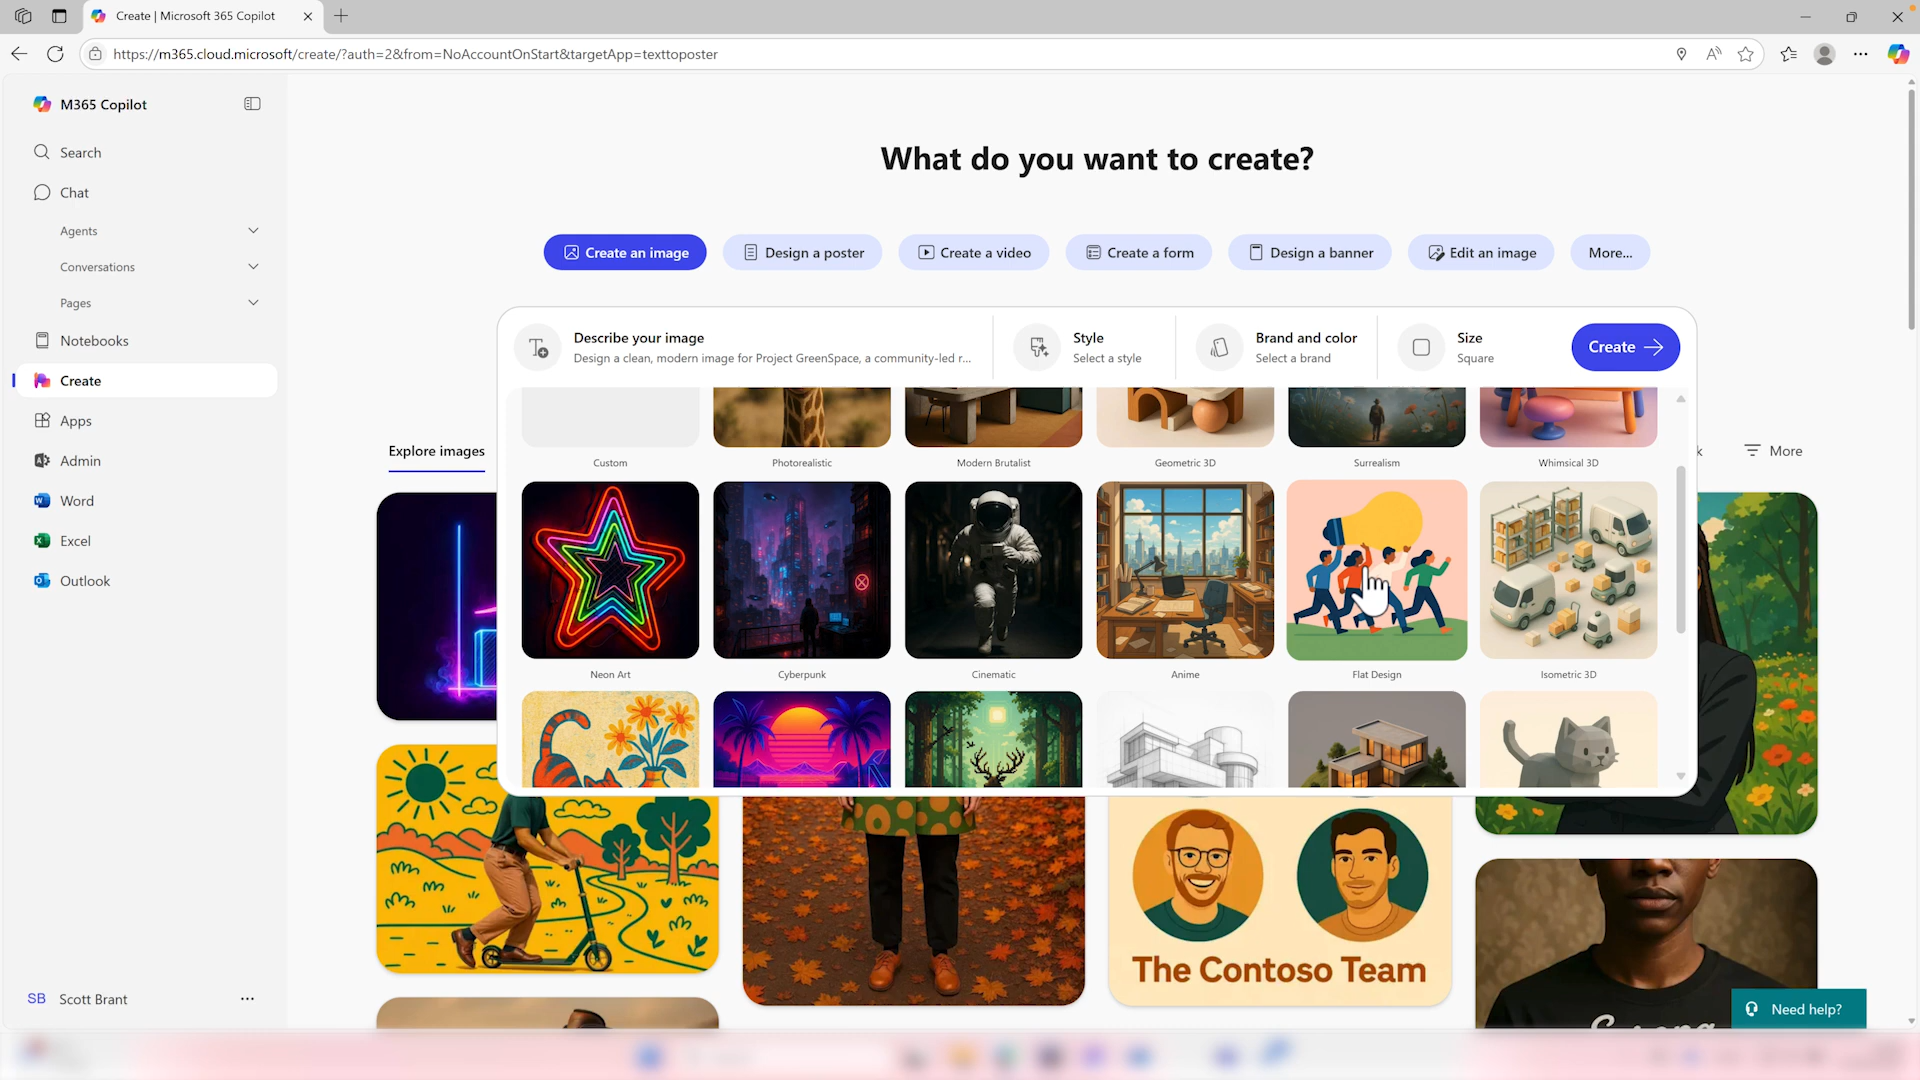 Create | Microsoft 365 Copilot
https://m365.cloud.microsoft/create/?auth=2&from=NoAccountOnStart&targetApp=texttoposter
M365 Copilot
Search
Chat
Agents
Conversations
Pages
Notebooks
Create
Apps
Admin
Word
Excel
Outlook
SB Scott Brant
What do you want to create?
Create an image
Design a poster
Create a video
Create a form
Design a banner
Edit an image
More...
Describe your image
Design a clean, modern image for Project GreenSpace, a community-led r...
Style
Select a style
Brand and color
Select a brand
Size
Square
Create
Explore images
More
Custom
Photorealistic
Modern Brutalist
Geometric 3D
Surrealism
Whimsical 3D
Neon Art
Cyberpunk
Cinematic
Anime
Flat Design
Isometric 3D
The Contoso Team
Need help?